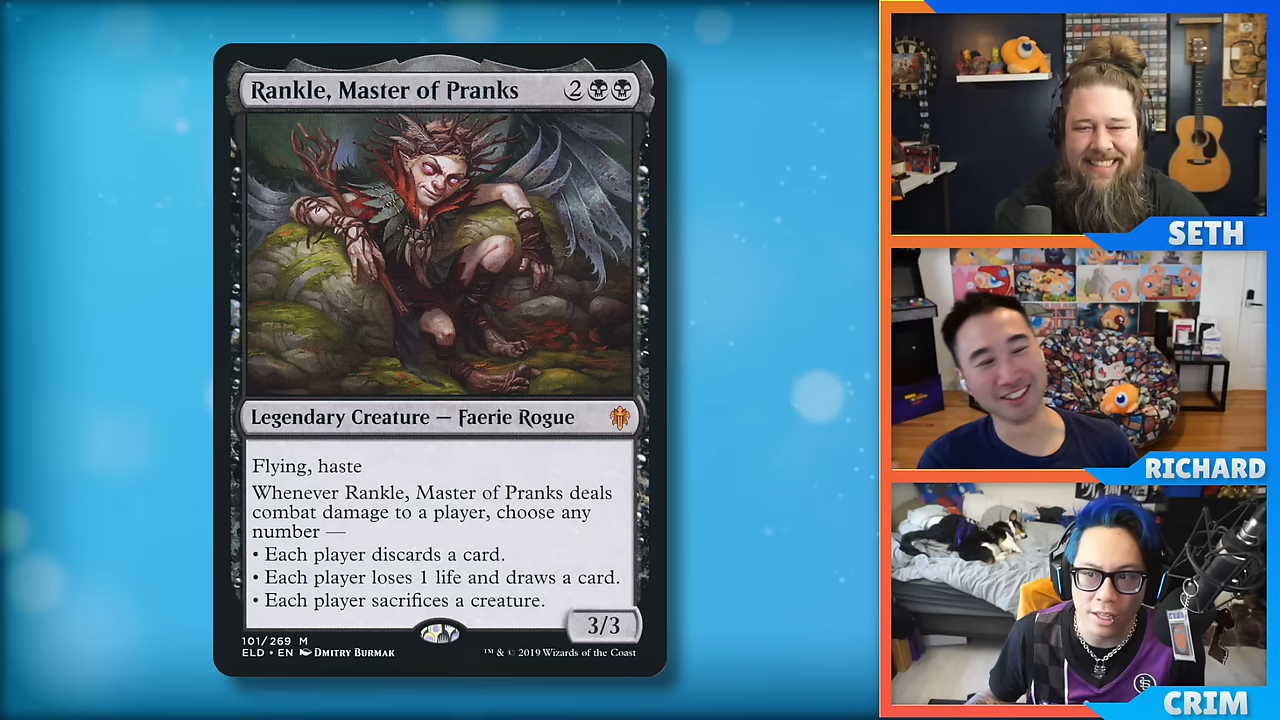 Rankle, Master of Pranks 2
Legendary Creature — Faerie Rogue
Flying, haste
Whenever Rankle, Master of Pranks deals
combat damage to a player, choose any
number —
• Each player discards a card.
• Each player loses 1 life and draws a card.
• Each player sacrifices a creature.
3/3
101/269 M
ELD • EN DMITRY BURMAK
™ & © 2019 Wizards of the Coast
SETH
RICHARD
CRIM